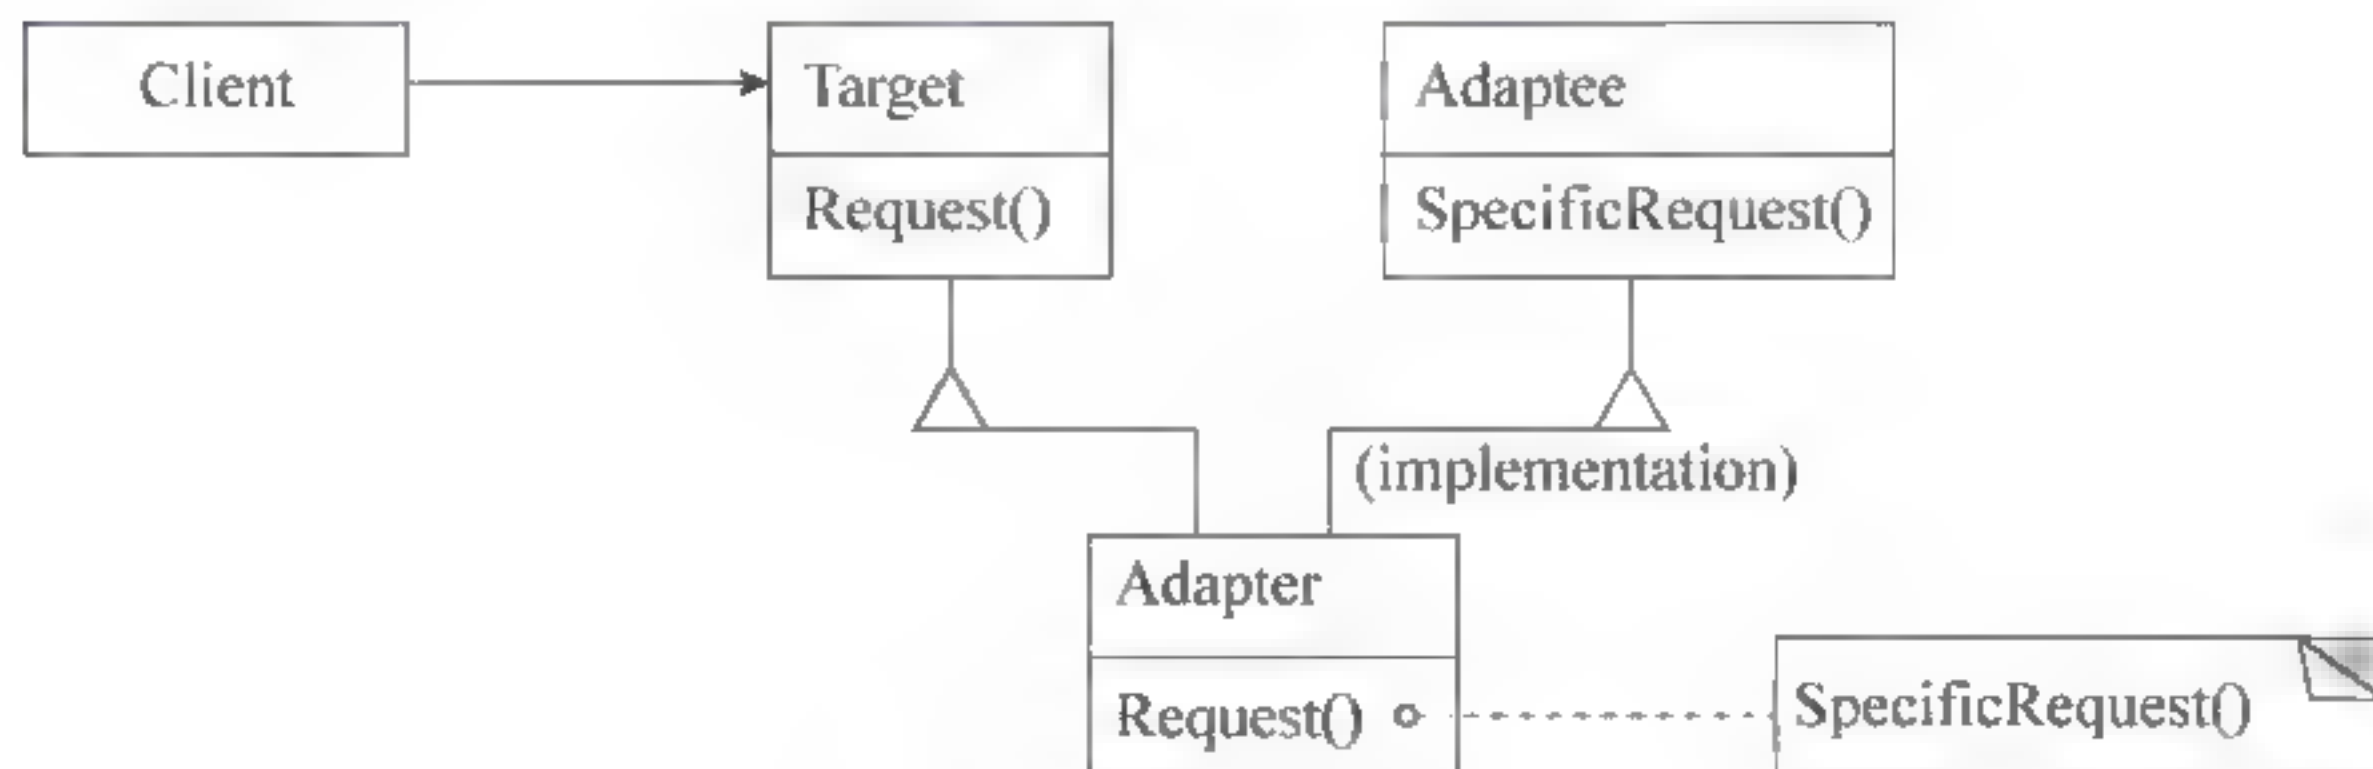 Client
Target
Adaptee
Request()
SpecificRequest()
(implementation)
Adapter
Request()
SpecificRequest()